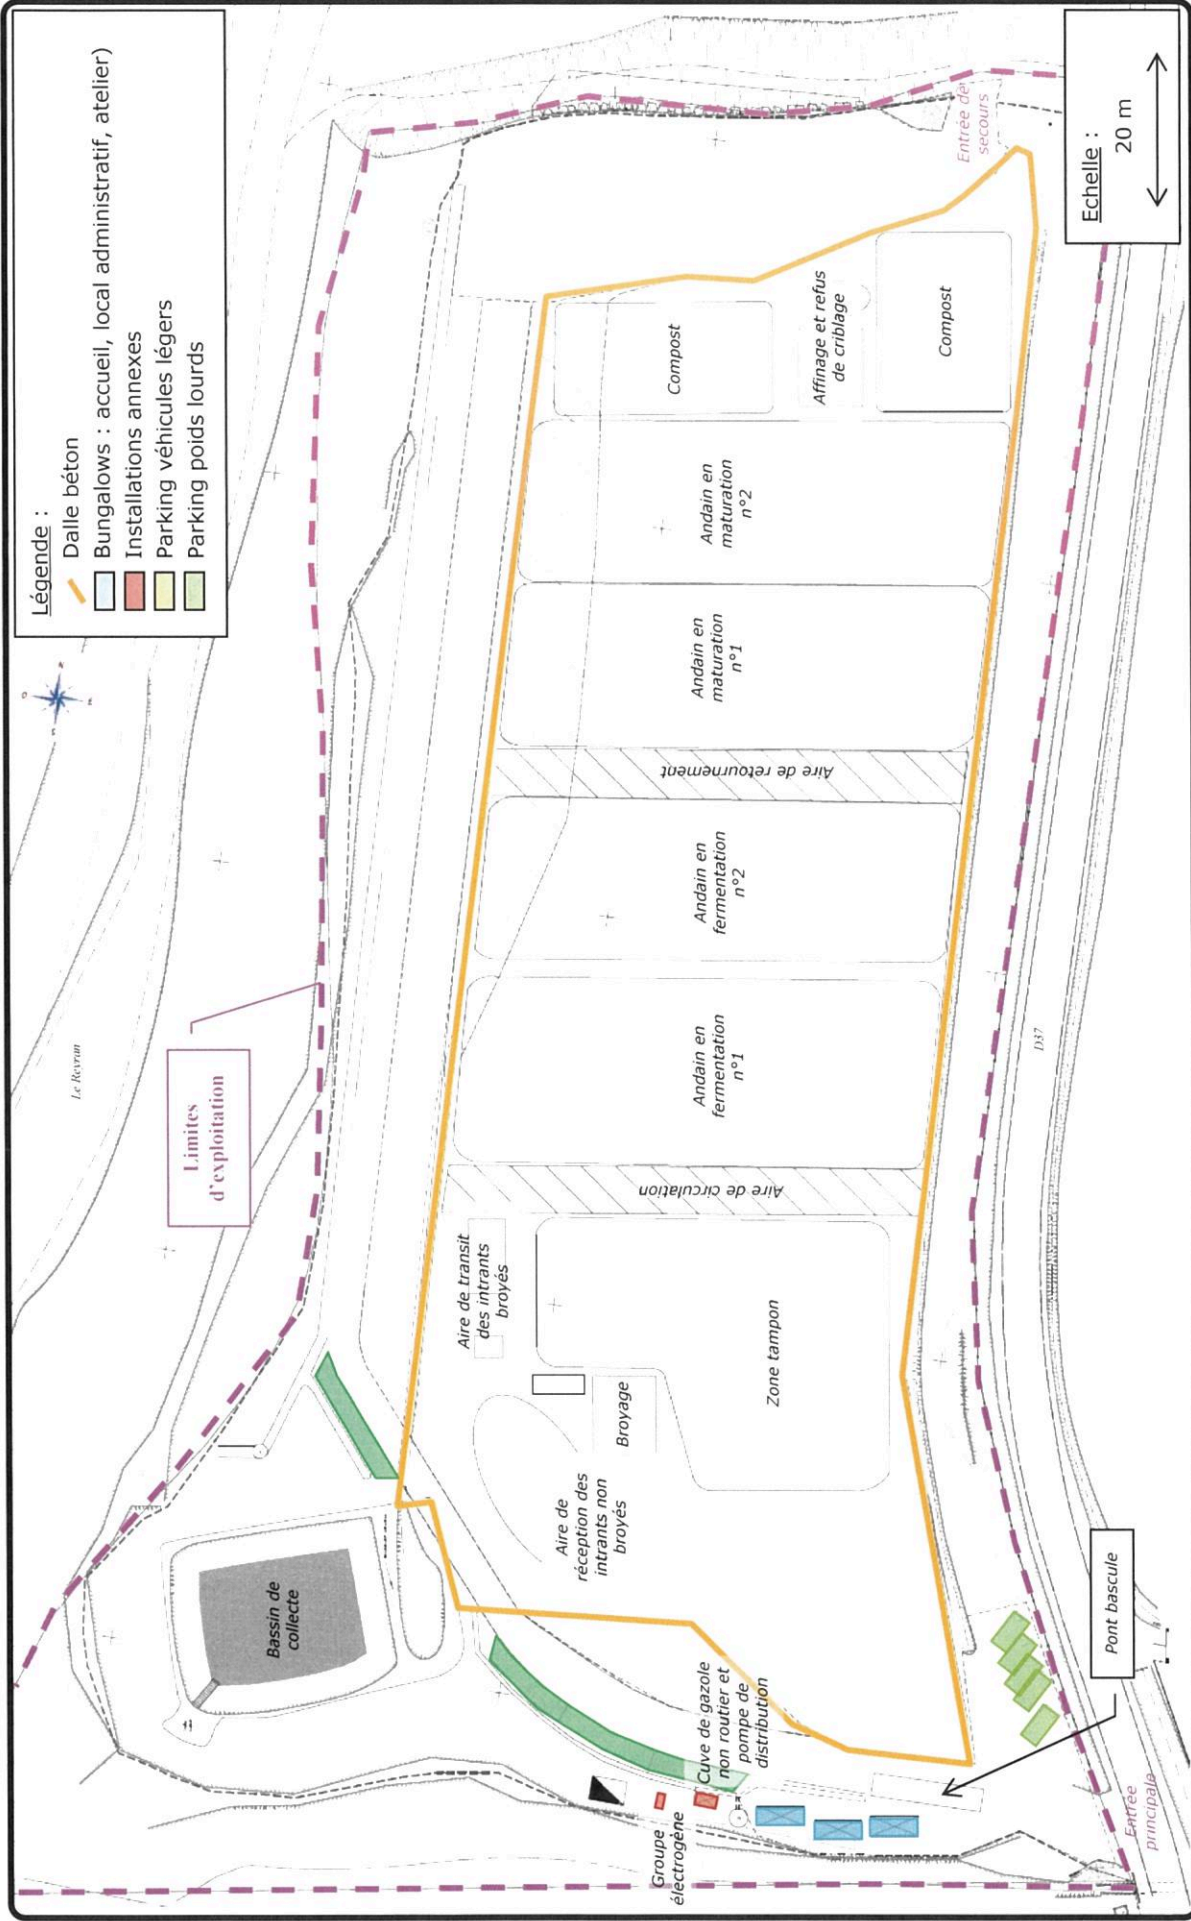 Légende :
Dalle béton
Bungalows : accueil, local administratif, atelier)
Installations annexes
Parking véhicules légers
Parking poids lourds
Le Revran
Limites
d'exploitation
Bassin de
collecte
Aire de transit
des intrants
broyés
Aire de
réception des
intrants non
broyés
Broyage
Zone tampon
Aire de circulation
Andain en
fermentation
n°1
Andain en
fermentation
n°2
Aire de retournement
Andain en
maturation
n°1
Andain en
maturation
n°2
Compost
Affinage et refus
de criblage
Compost
Entrée de
secours
Groupe
électrogène
Cuve de gazole
non routier et
pompe de
distribution
Pont bascule
Entrée
principale
D37
Echelle :
20 m